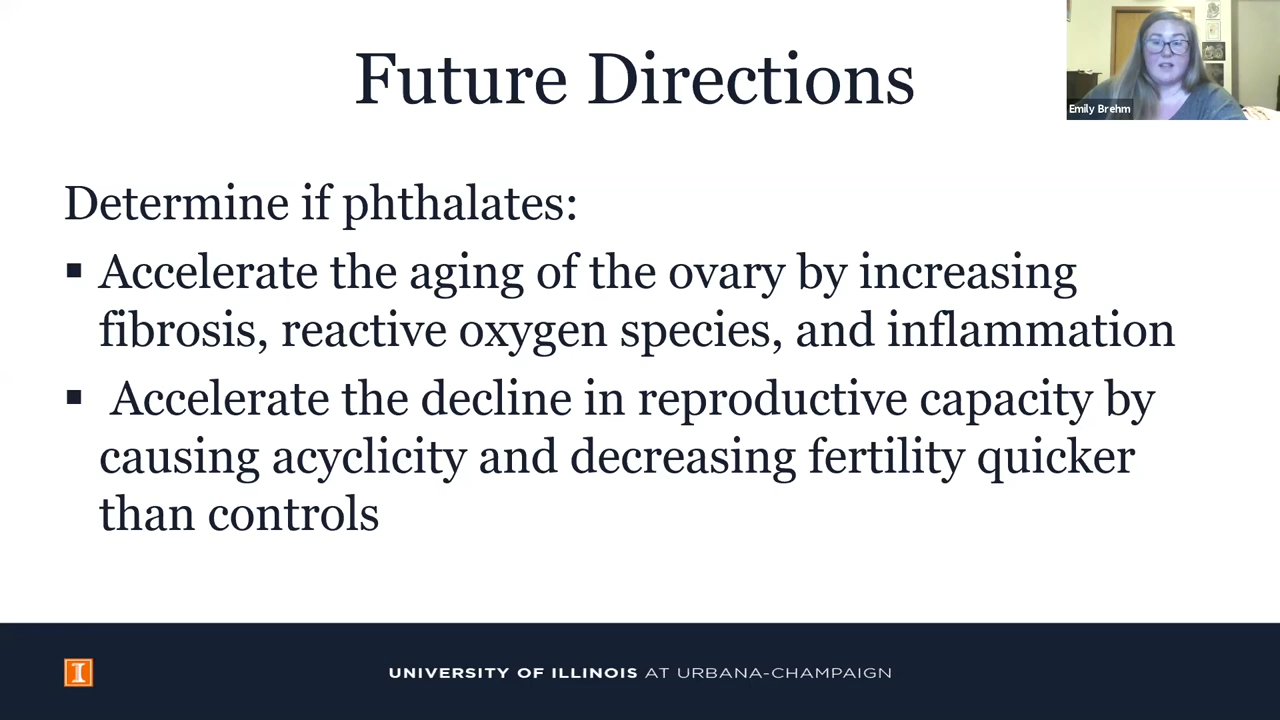 Future Directions
Emily Brehm
Determine if phthalates:
▪ Accelerate the aging of the ovary by increasing
fibrosis, reactive oxygen species, and inflammation
▪ Accelerate the decline in reproductive capacity by
causing acyclicity and decreasing fertility quicker
than controls
I
UNIVERSITY OF ILLINOIS AT URBANA-CHAMPAIGN